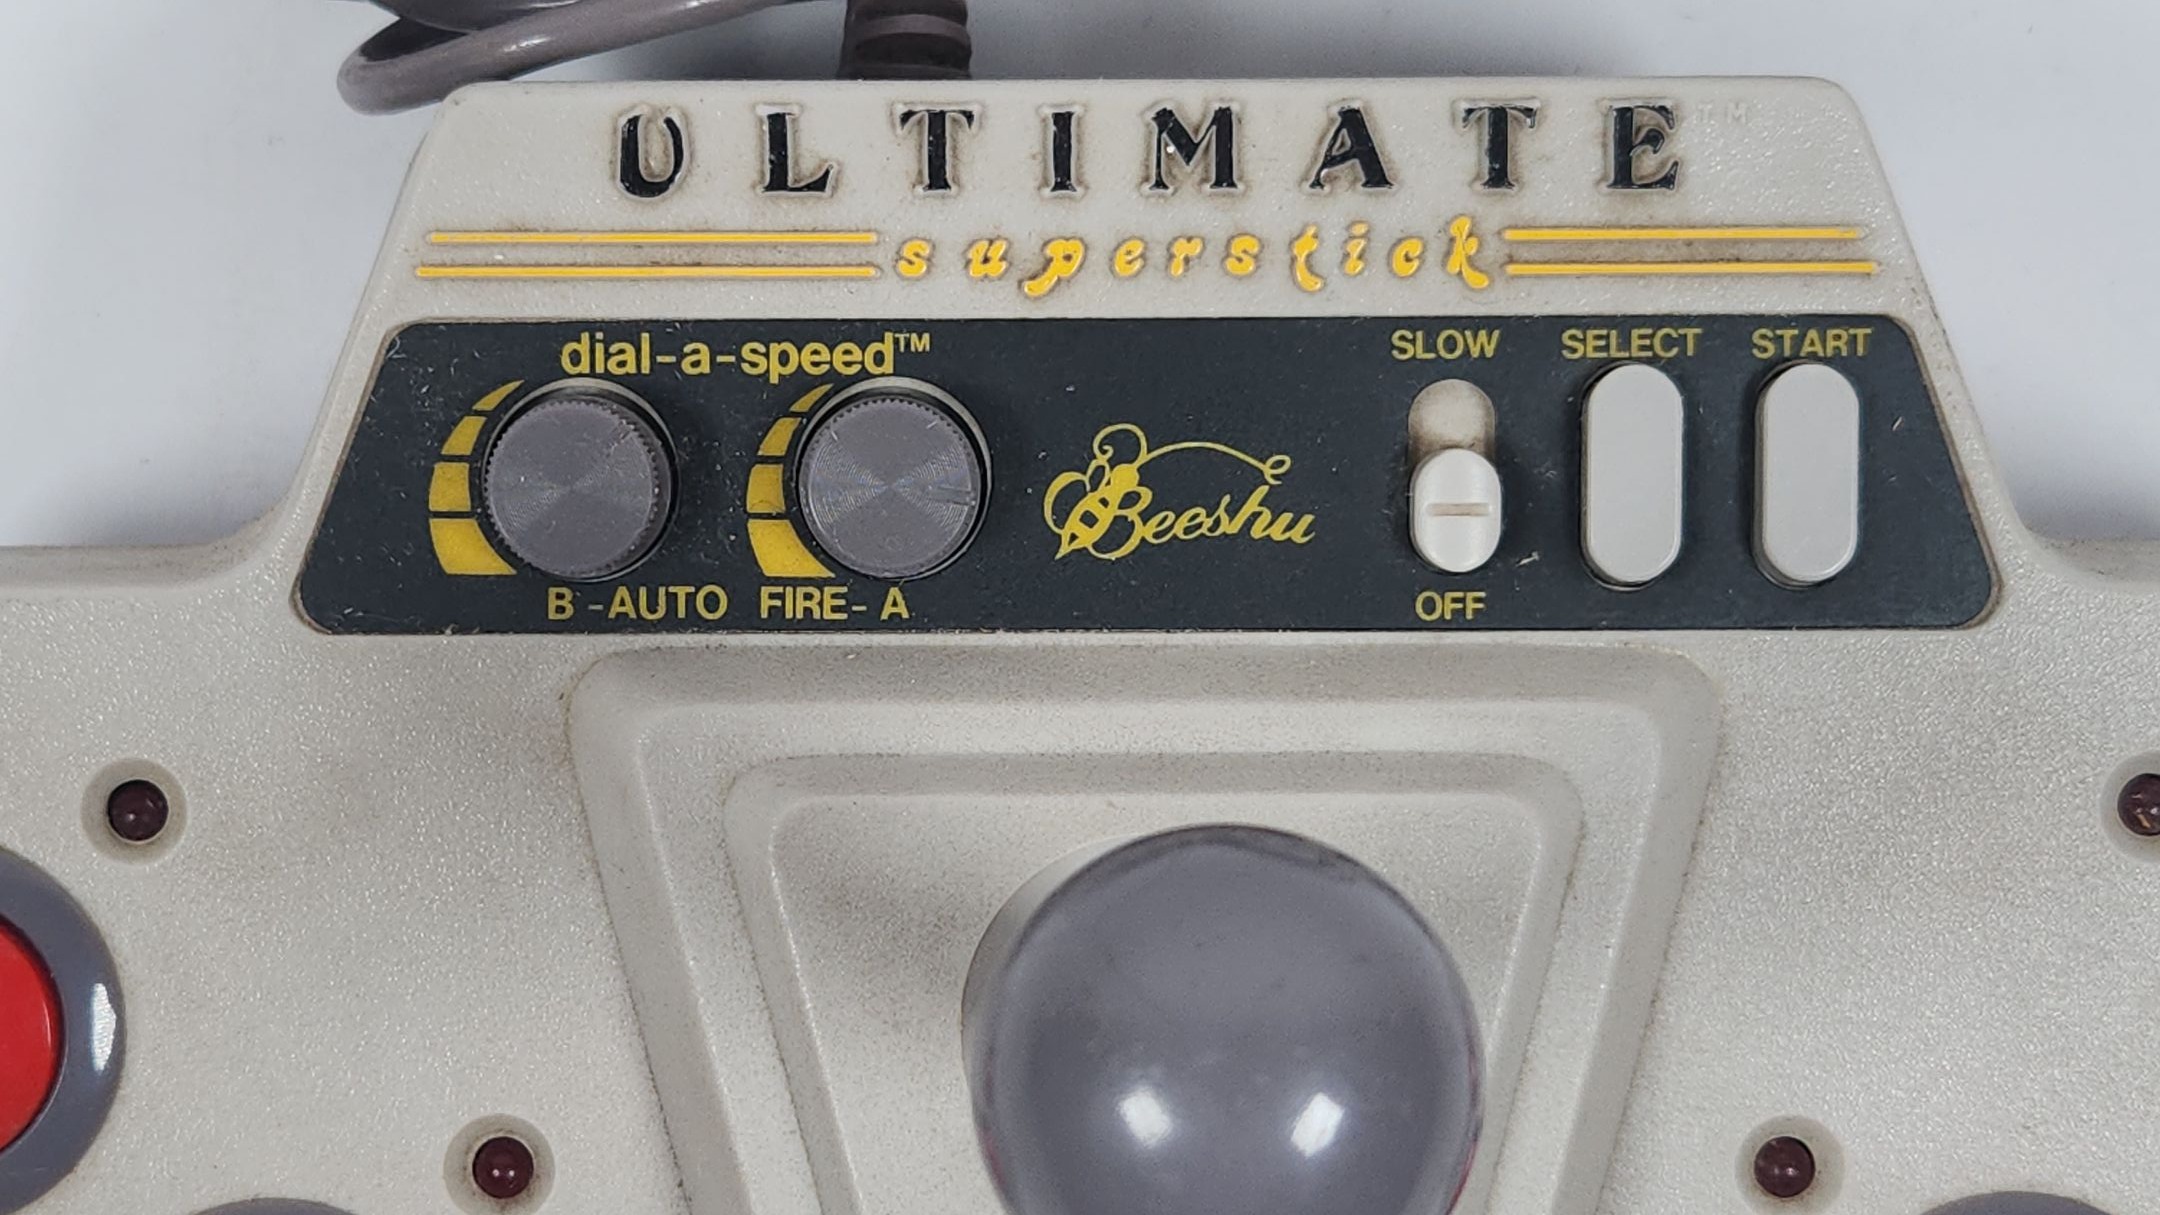 ULTIMATE™
superstick
dial-a-speed™
SLOW SELECT START
Beeshu
B-AUTO FIRE-A
OFF